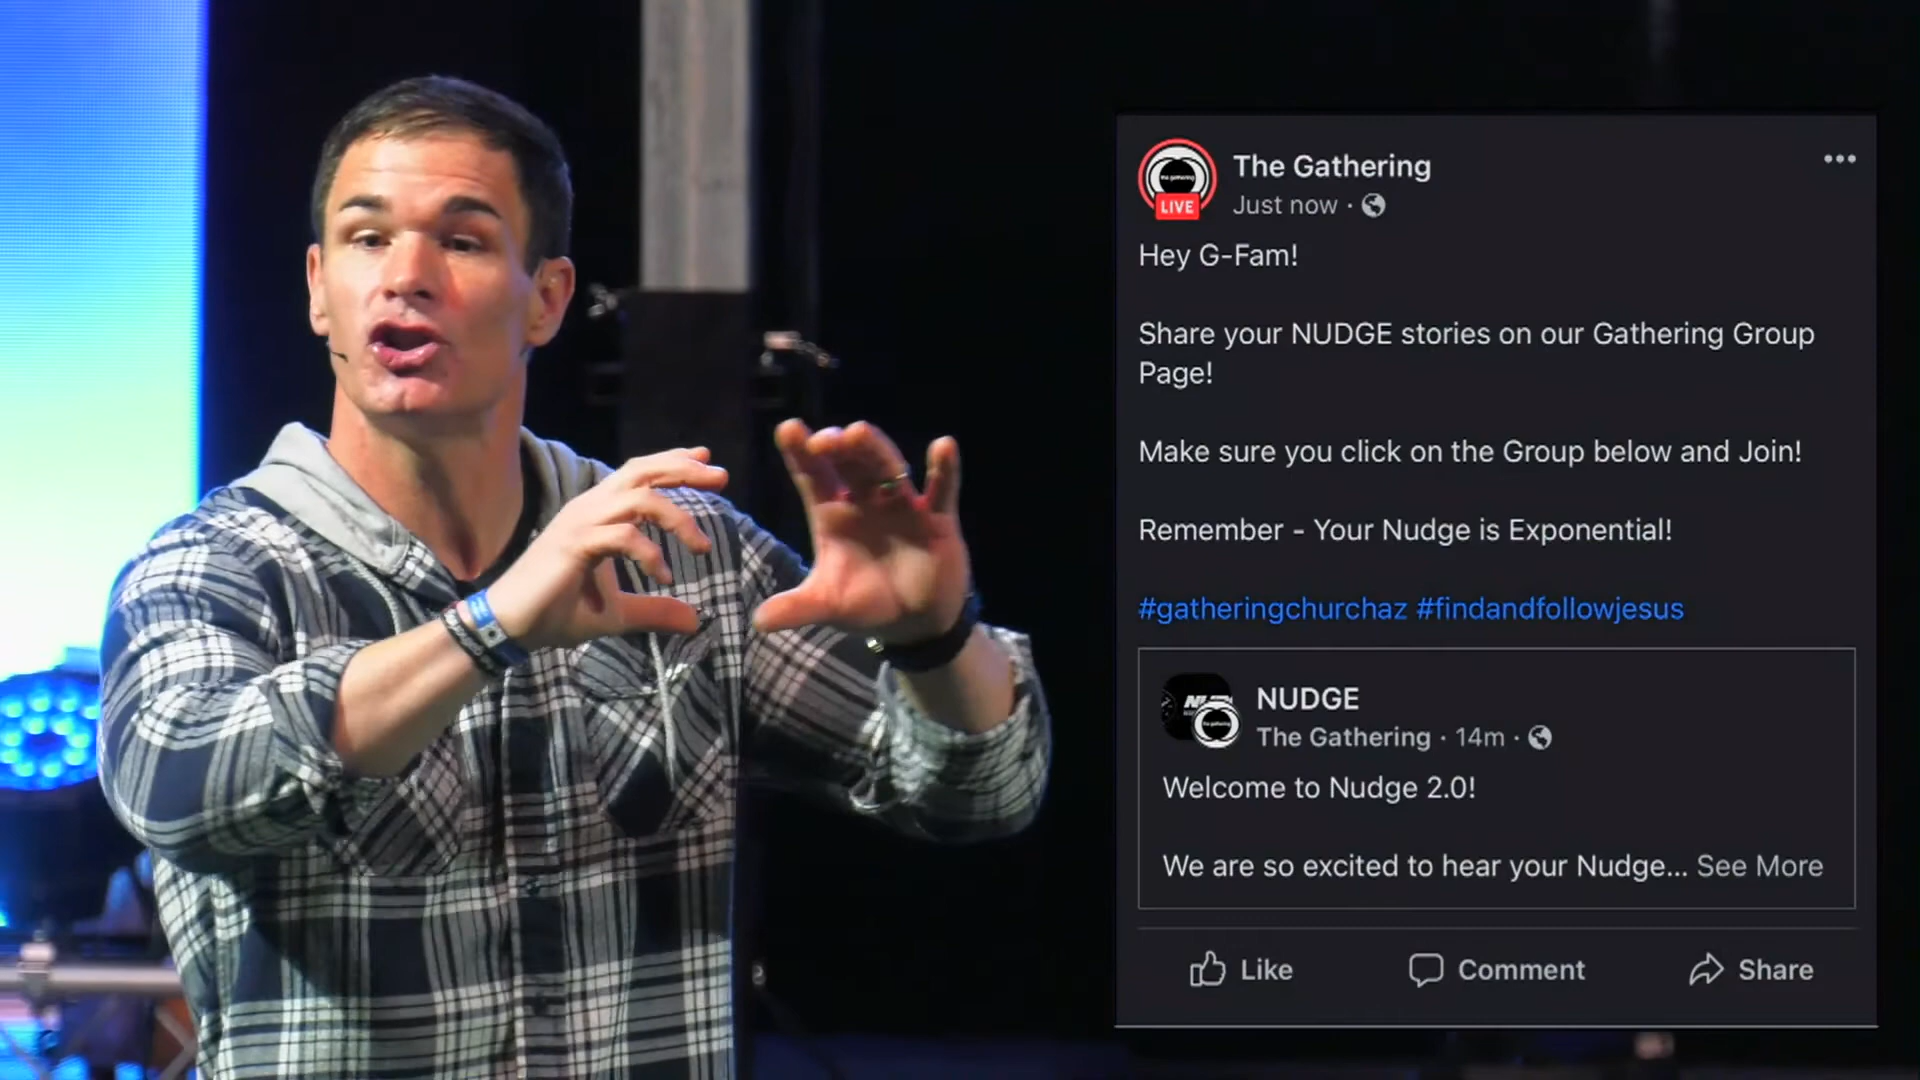 The Gathering
LIVE
Just now ·
Hey G-Fam!
Share your NUDGE stories on our Gathering Group
Page!
Make sure you click on the Group below and Join!
Remember - Your Nudge is Exponential!
#gatheringchurchaz #findandfollowjesus
NUDGE
The Gathering · 14m ·
Welcome to Nudge 2.0!
We are so excited to hear your Nudge... See More
Like
Comment
Share